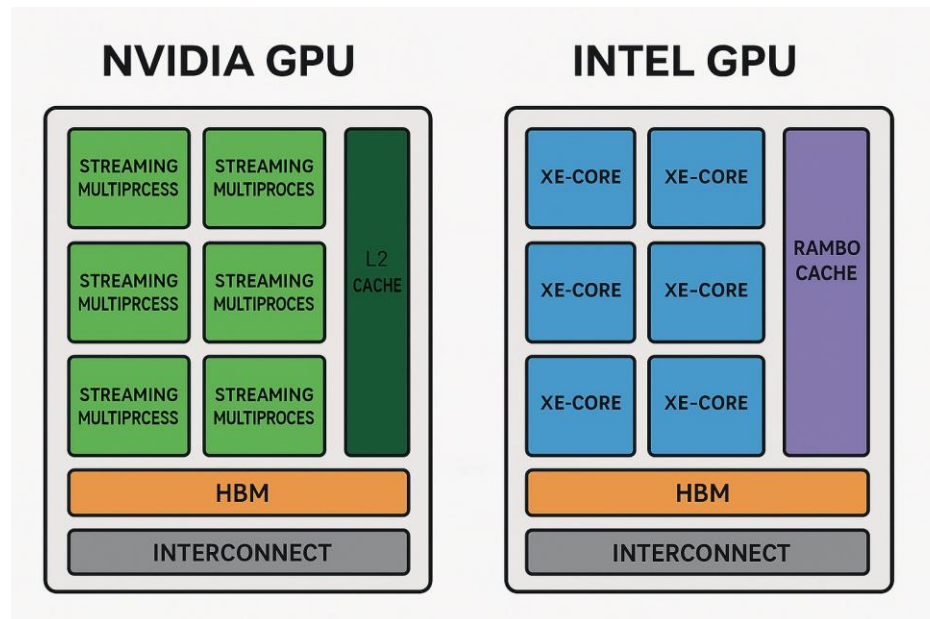 NVIDIA GPU
STREAMING
MULTIPRCESS
STREAMING
MULTIPROCES
L2
CACHE
STREAMING
MULTIPRCESS
STREAMING
MULTIPROCES
STREAMING
MULTIPRCESS
STREAMING
MULTIPROCES
HBM
INTERCONNECT
INTEL GPU
XE-CORE
XE-CORE
RAMBO
CACHE
XE-CORE
XE-CORE
XE-CORE
XE-CORE
HBM
INTERCONNECT